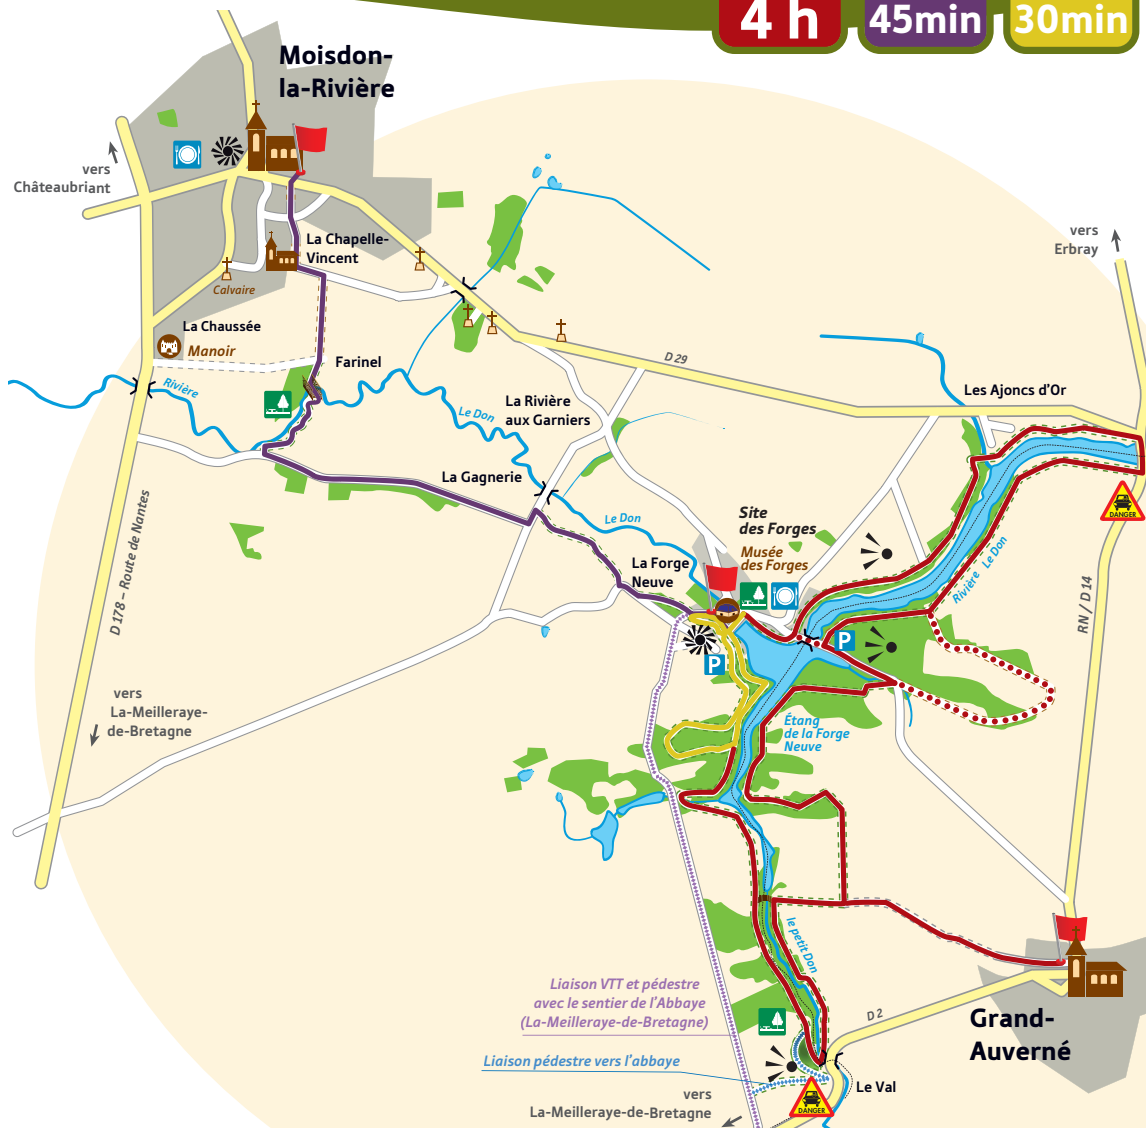 4 h
45min
30min
Moisdon-
la-Rivière
vers
Châteaubriant
vers
Erbray
La Chapelle-
Vincent
Calvaire
La Chaussée
Manoir
Farinel
D 29
Rivière
Les Ajoncs d'Or
La Rivière
aux Garniers
Le Don
La Gagnerie
D 178 – Route de Nantes
Le Don
Site
des Forges
Musée
des Forges
DANGER
La Forge
Neuve
Rivière Le Don
RN / D 14
P
P
vers
La-Meilleraye-
de-Bretagne
Étang
de la Forge
Neuve
le petit Don
Liaison VTT et pédestre
avec le sentier de l'Abbaye
(La-Meilleraye-de-Bretagne)
D 2
Grand-
Auverné
Liaison pédestre vers l'abbaye
Le Val
DANGER
vers
La-Meilleraye-de-Bretagne